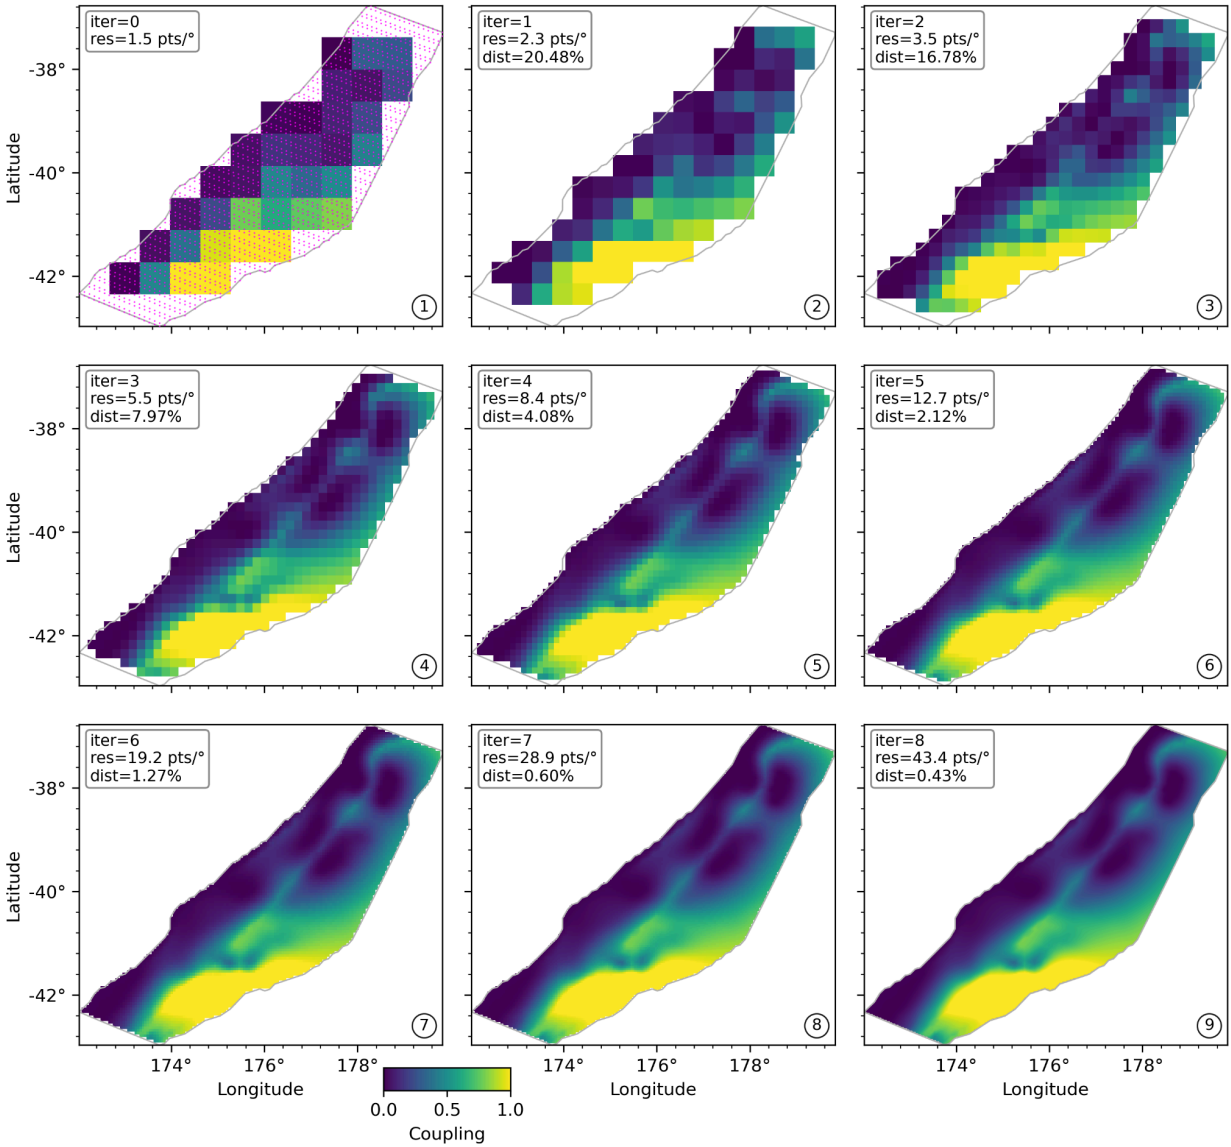 iter=0
res=1.5 pts/°
iter=1
res=2.3 pts/°
dist=20.48%
iter=2
res=3.5 pts/°
dist=16.78%
-38°
-40°
-42°
Latitude
1
2
3
iter=3
res=5.5 pts/°
dist=7.97%
iter=4
res=8.4 pts/°
dist=4.08%
iter=5
res=12.7 pts/°
dist=2.12%
-38°
-40°
-42°
Latitude
4
5
6
iter=6
res=19.2 pts/°
dist=1.27%
iter=7
res=28.9 pts/°
dist=0.60%
iter=8
res=43.4 pts/°
dist=0.43%
-38°
-40°
-42°
Latitude
7
8
9
174° 176° 178° 174° 176° 178° 174° 176° 178°
Longitude Longitude Longitude
0.0 0.5 1.0
Coupling